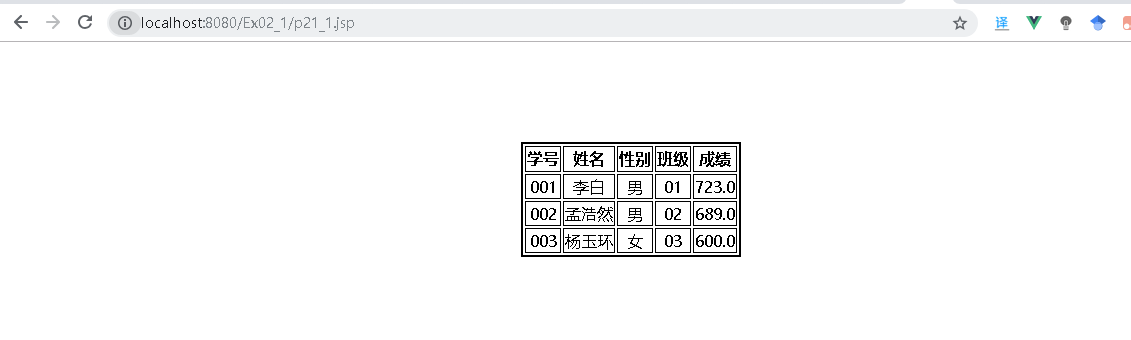 localhost:8080/Ex02_1/p21_1.jsp
译
学号 姓名 性别 班级 成绩
001 李白 男 01 723.0
002 孟浩然 男 02 689.0
003 杨玉环 女 03 600.0